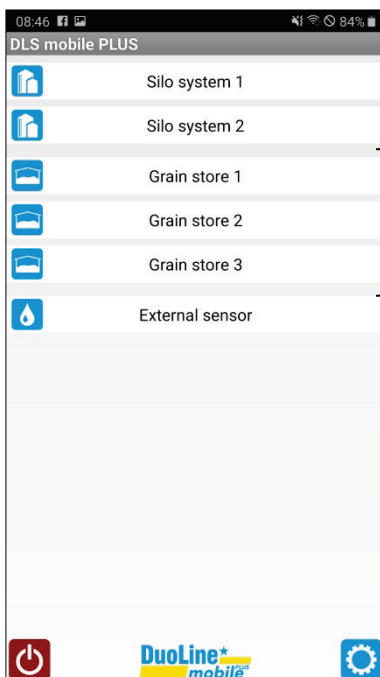 08:46 84%
DLS mobile PLUS
Silo system 1
Silo system 2
Grain store 1
Grain store 2
Grain store 3
External sensor
DuoLine
mobile PLUS